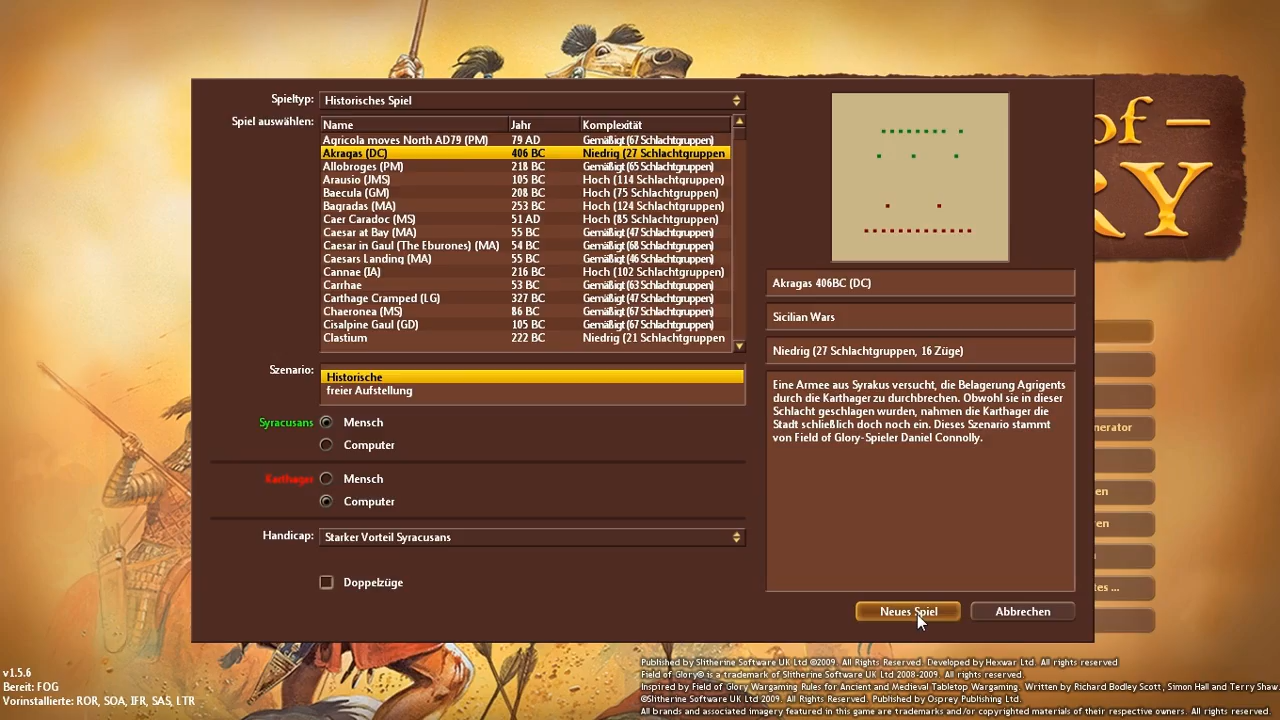 Spieltyp: Historisches Spiel
Spiel auswählen:
Name Jahr Komplexität
Agricola moves North AD79 (PM) 79 AD Gemäßigt (67 Schlachtgruppen)
Akragas (DC) 406 BC Niedrig (27 Schlachtgruppen
Allobroges (PM) 218 BC Gemäßigt (65 Schlachtgruppen)
Arausio (JMS) 105 BC Hoch (114 Schlachtgruppen)
Baecula (GM) 208 BC Hoch (75 Schlachtgruppen)
Bagradas (MA) 253 BC Hoch (124 Schlachtgruppen)
Caer Caradoc (MS) 51 AD Hoch (85 Schlachtgruppen)
Caesar at Bay (MA) 55 BC Gemäßigt (47 Schlachtgruppen)
Caesar in Gaul (The Eburones) (MA) 54 BC Gemäßigt (68 Schlachtgruppen)
Caesars Landing (MA) 55 BC Gemäßigt (46 Schlachtgruppen)
Cannae (JA) 216 BC Hoch (102 Schlachtgruppen)
Carrhae 53 BC Gemäßigt (63 Schlachtgruppen)
Carthage Cramped (LG) 327 BC Gemäßigt (47 Schlachtgruppen)
Chaeronea (MS) 86 BC Gemäßigt (67 Schlachtgruppen)
Cisalpine Gaul (GD) 105 BC Gemäßigt (67 Schlachtgruppen)
Clastium 222 BC Niedrig (21 Schlachtgruppen
Szenario: Historische
freier Aufstellung
Syracusans Mensch
Computer
Karthager Mensch
Computer
Handicap: Starker Vorteil Syracusans
Doppelzüge
Akragas 406BC (DC)
Sicilian Wars
Niedrig (27 Schlachtgruppen, 16 Züge)
Eine Armee aus Syrakus versucht, die Belagerung Agrigents
durch die Karthager zu durchbrechen. Obwohl sie in dieser
Schlacht geschlagen wurden, nahmen die Karthager die
Stadt schließlich doch noch ein. Dieses Szenario stammt
von Field of Glory-Spieler Daniel Connolly.
Neues Spiel Abbrechen
of
RY
nerator
en
ren
tes ...
v1.5.6
Bereit: FOG
Vorinstallierte: ROR, SOA, IFR, SAS, LTR
Published by Slitherine Software UK Ltd ©2009. All Rights Reserved. Developed by Hexwar Ltd. All rights reserved
Field of Glory© is a trademark of Slitherine Software UK Ltd 2008-2009. All rights reserved.
Inspired by Field of Glory Wargaming Rules for Ancient and Medieval Tabletop Wargaming. Written by Richard Bodley Scott, Simon Hall and Terry Shaw.
©Slitherine Software UK Ltd 2009. All Rights Reserved. Published by Osprey Publishing Ltd.
All brands and associated imagery featured in this game are trademarks and/or copyrighted materials of their respective owners. All rights reserved.